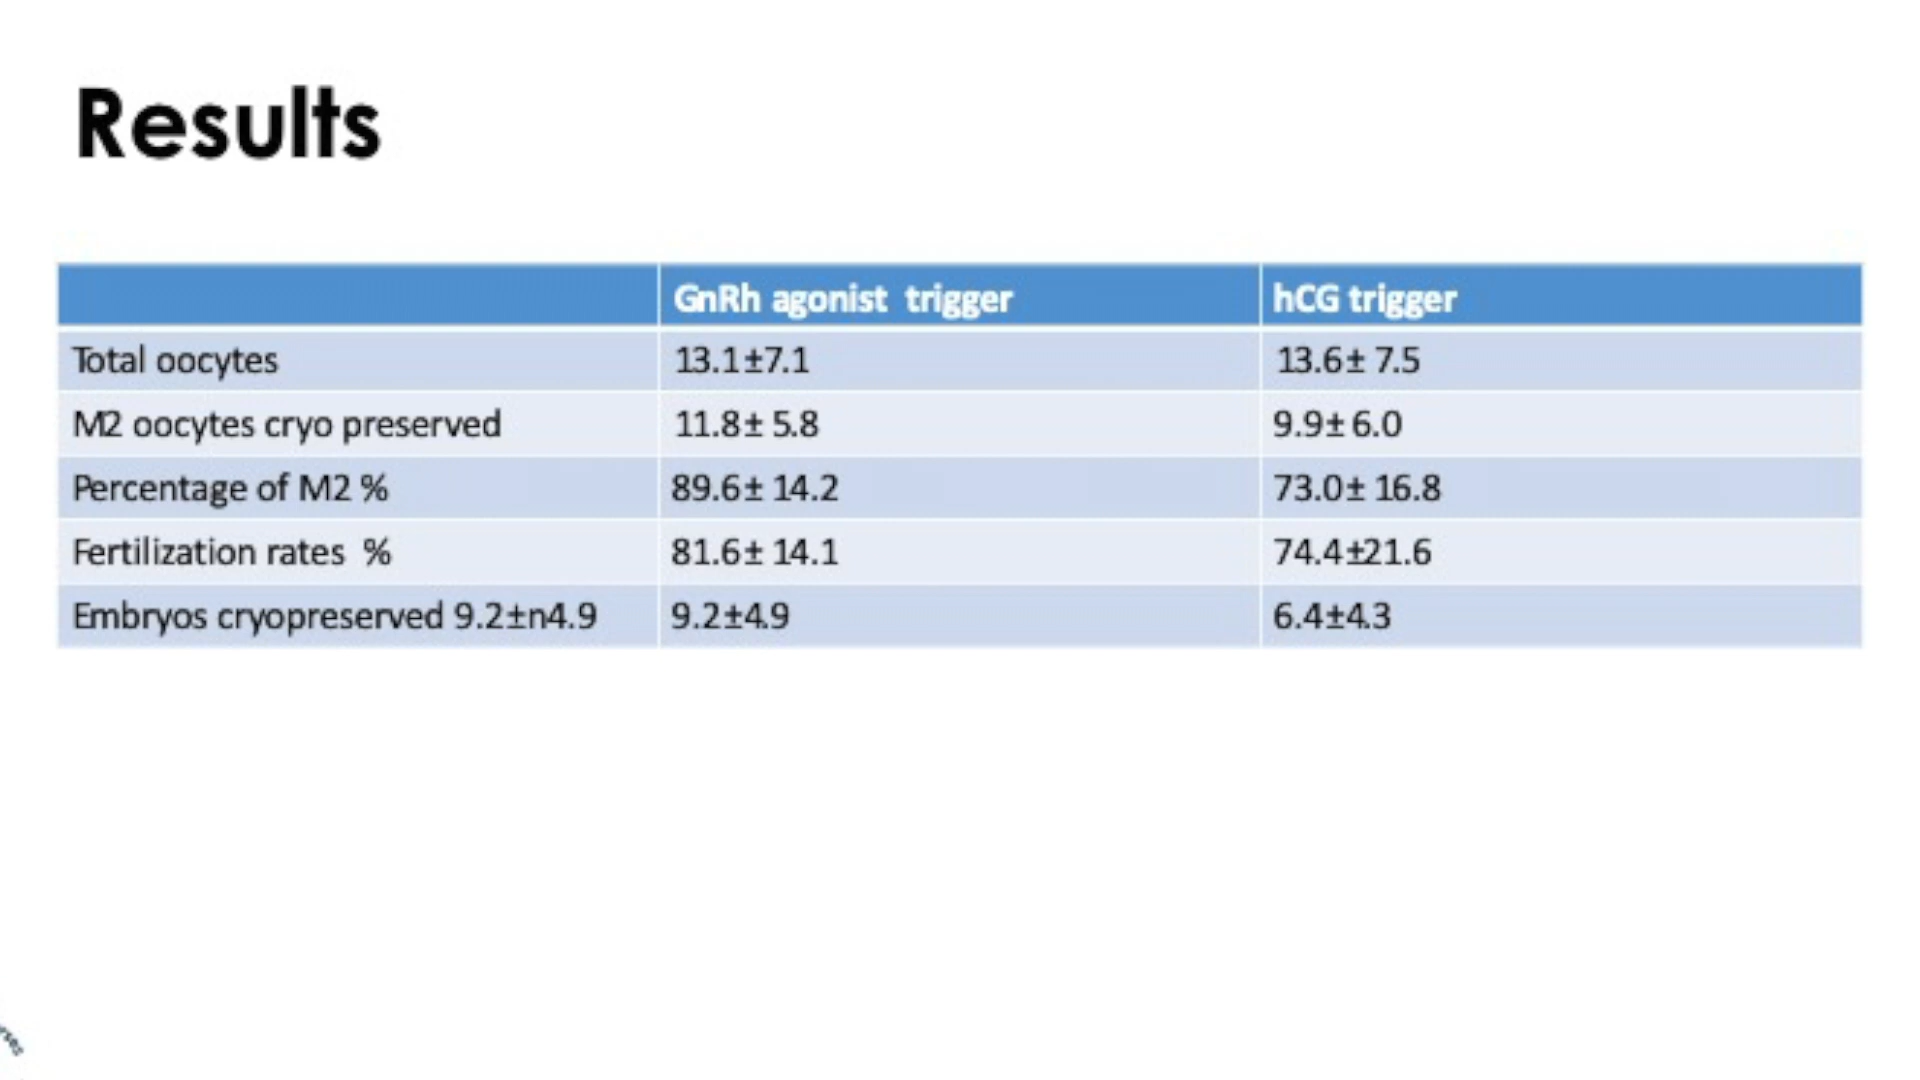 Results
GnRh agonist trigger hCG trigger
Total oocytes 13.1±7.1 13.6± 7.5
M2 oocytes cryo preserved 11.8± 5.8 9.9± 6.0
Percentage of M2 % 89.6± 14.2 73.0± 16.8
Fertilization rates % 81.6± 14.1 74.4±21.6
Embryos cryopreserved 9.2±n4.9 9.2±4.9 6.4±4.3